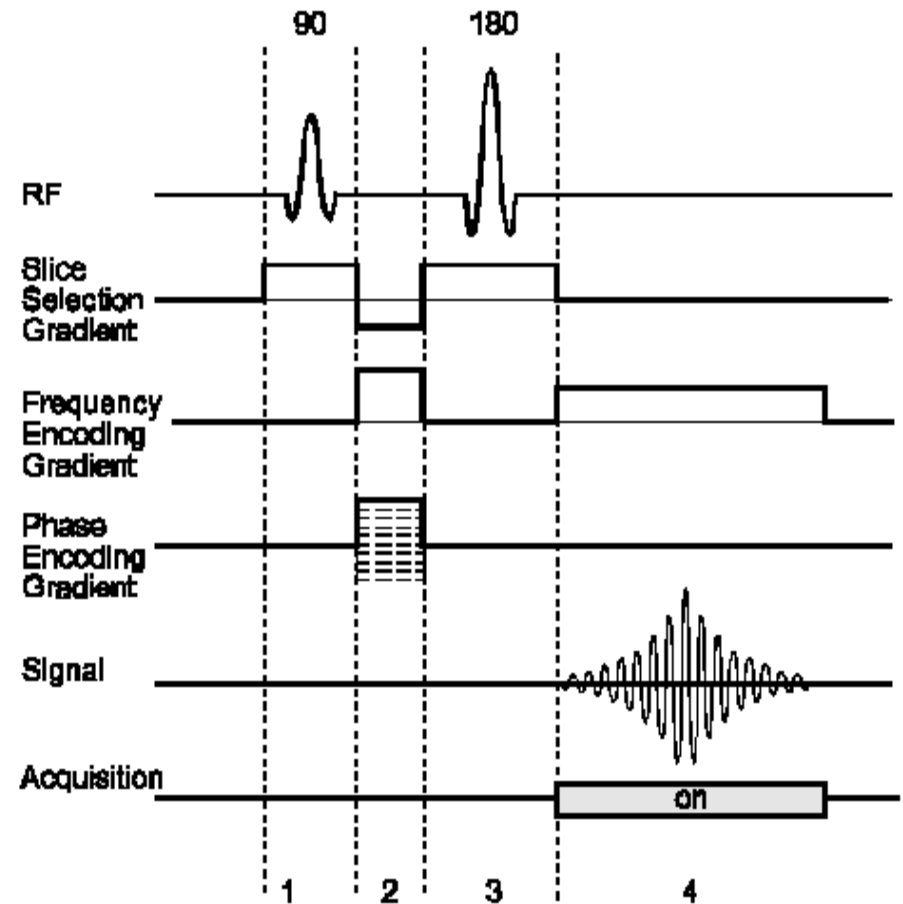 90 180
RF
Slice
Selection
Gradient
Frequency
Encoding
Gradient
Phase
Encoding
Gradient
Signal
Acquisition
on
1 2 3 4